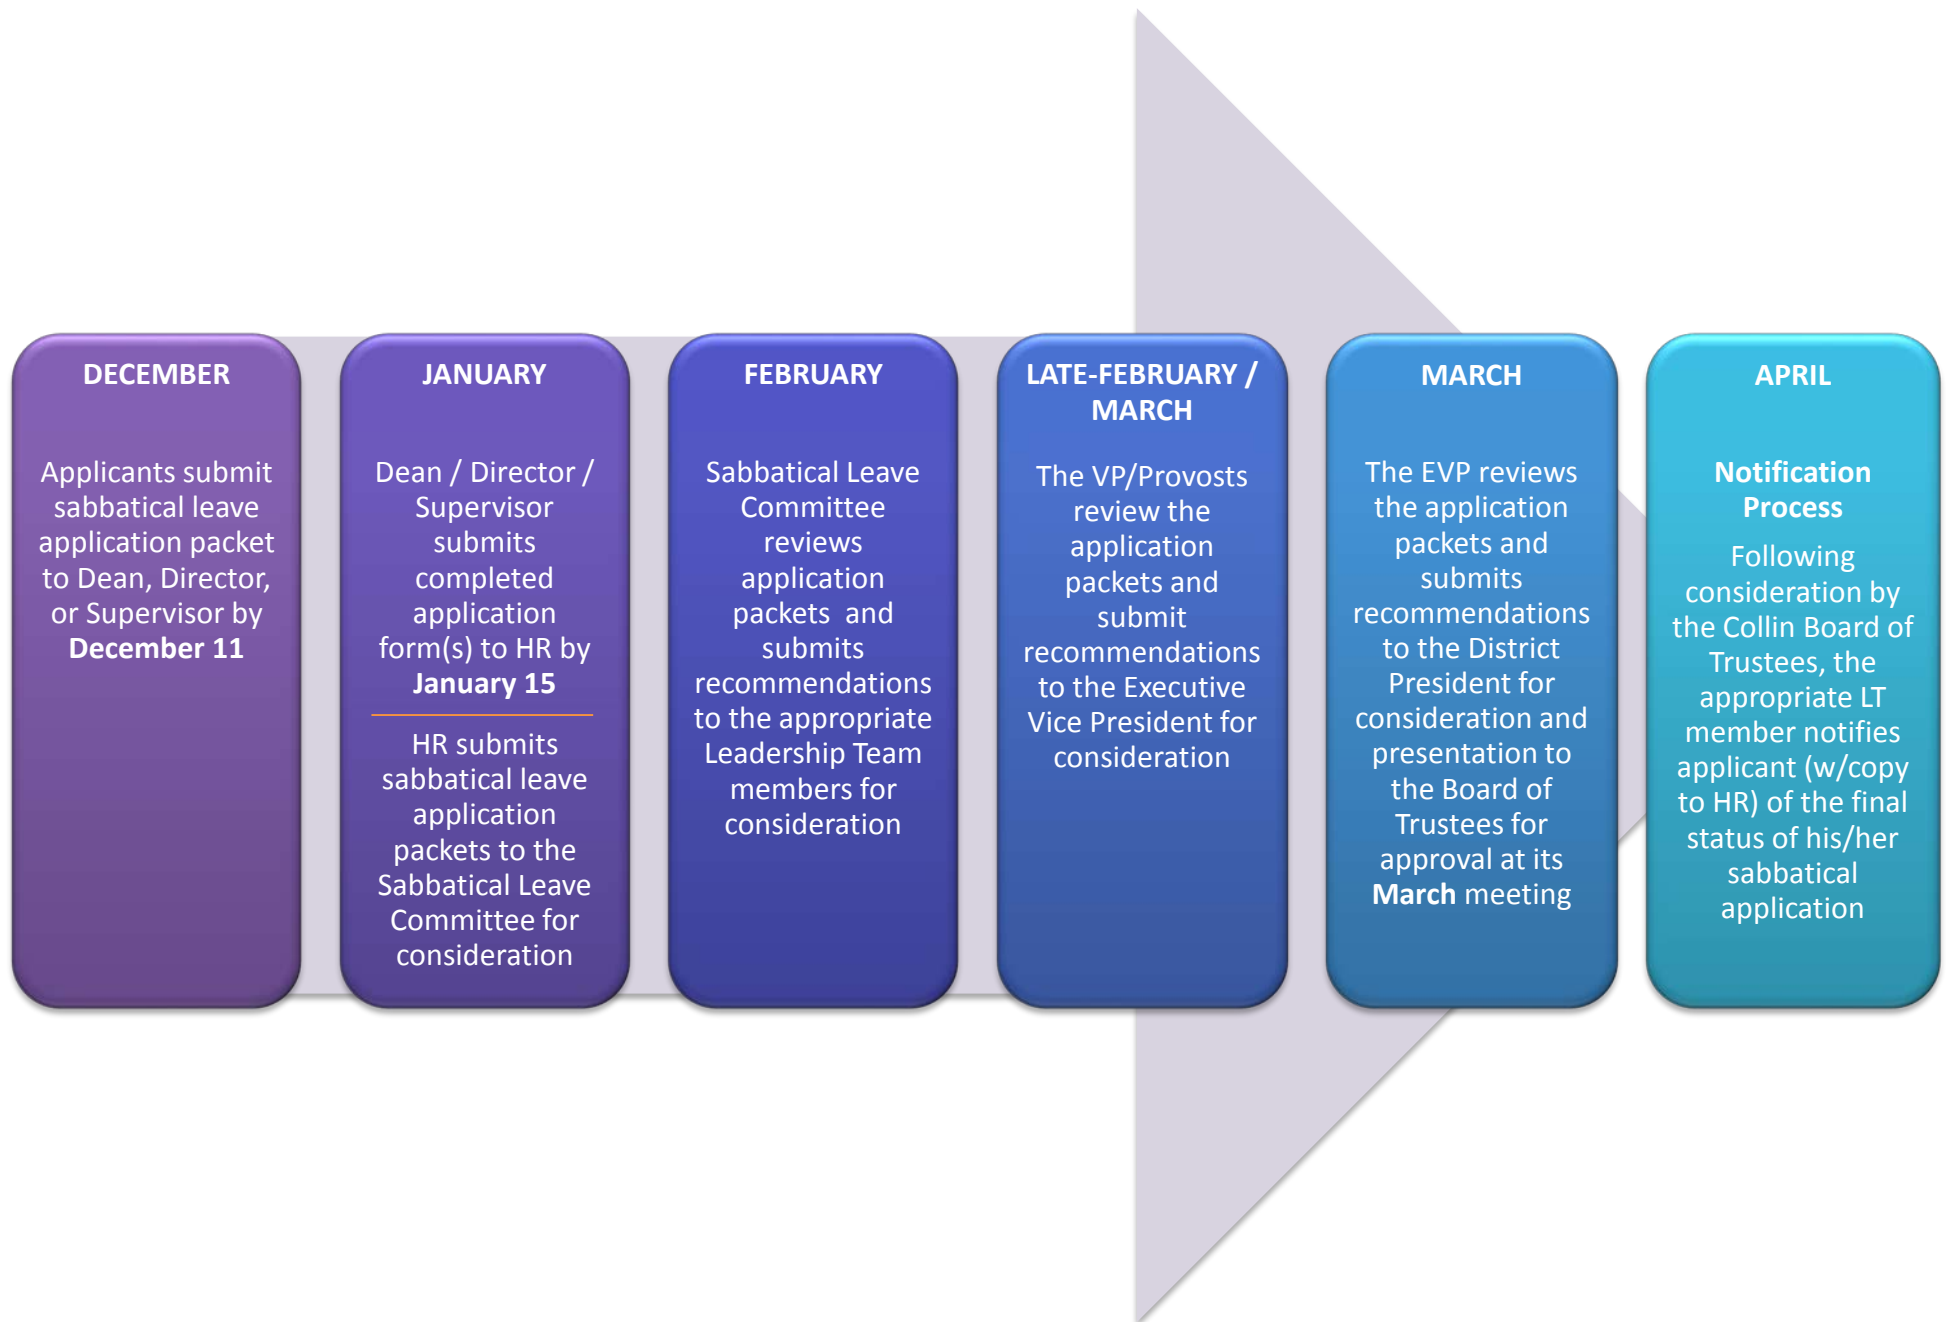 DECEMBER
Applicants submit
sabbatical leave
application packet
to Dean, Director,
or Supervisor by
December 11
JANUARY
Dean / Director /
Supervisor
submits
completed
application
form(s) to HR by
January 15
HR submits
sabbatical leave
application
packets to the
Sabbatical Leave
Committee for
consideration
FEBRUARY
Sabbatical Leave
Committee
reviews
application
packets  and
submits
recommendations
to the appropriate
Leadership Team
members for
consideration
LATE-FEBRUARY /
MARCH
The VP/Provosts
review the
application
packets and
submit
recommendations
to the Executive
Vice President for
consideration
MARCH
The EVP reviews
the application
packets and
submits
recommendations
to the District
President for
consideration and
presentation to
the Board of
Trustees for
approval at its
March meeting
APRIL
Notification
Process
Following
consideration by
the Collin Board of
Trustees, the
appropriate LT
member notifies
applicant (w/copy
to HR) of the final
status of his/her
sabbatical
application